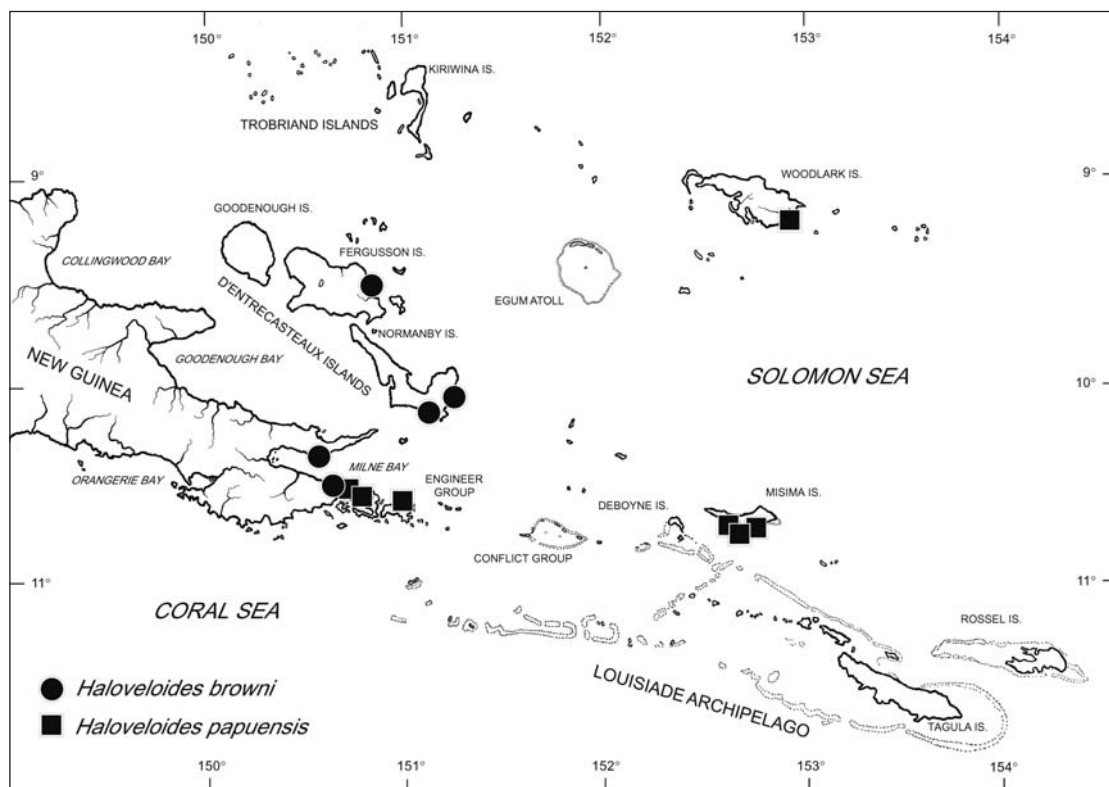 150° 151° 152° 153° 154°
KIRIWINA IS.
TROBRIAND ISLANDS
9° WOODLARK IS. 9°
GOODENOUGH IS.
FERGUSSON IS.
COLLINGWOOD BAY
EGUM ATOLL
D'ENTRECASTEAUX ISLANDS
NORMANBY IS.
GOODENOUGH BAY
NEW GUINEA
SOLOMON SEA
10°
MILNE BAY
ORANGERIE BAY
ENGINEER
GROUP
DEBOYNE IS.
MISIMA IS.
CONFLICT GROUP
11° 11°
CORAL SEA
ROSSEL IS.
LOUISIADE ARCHIPELAGO
TAGULA IS.
Haloveloides browni
Haloveloides papuensis
150° 151° 152° 153° 154°